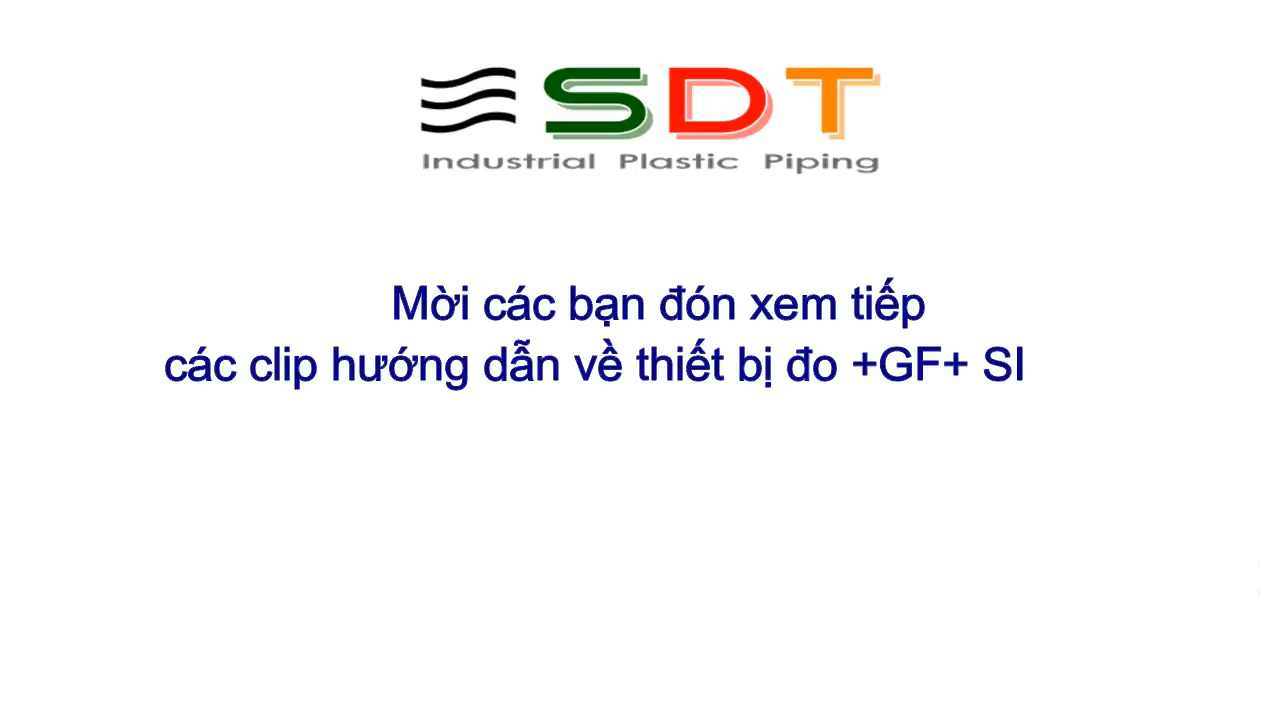 SDT
Industrial Plastic Piping
Mời các bạn đón xem tiếp
các clip hướng dẫn về thiết bị đo +GF+ SI